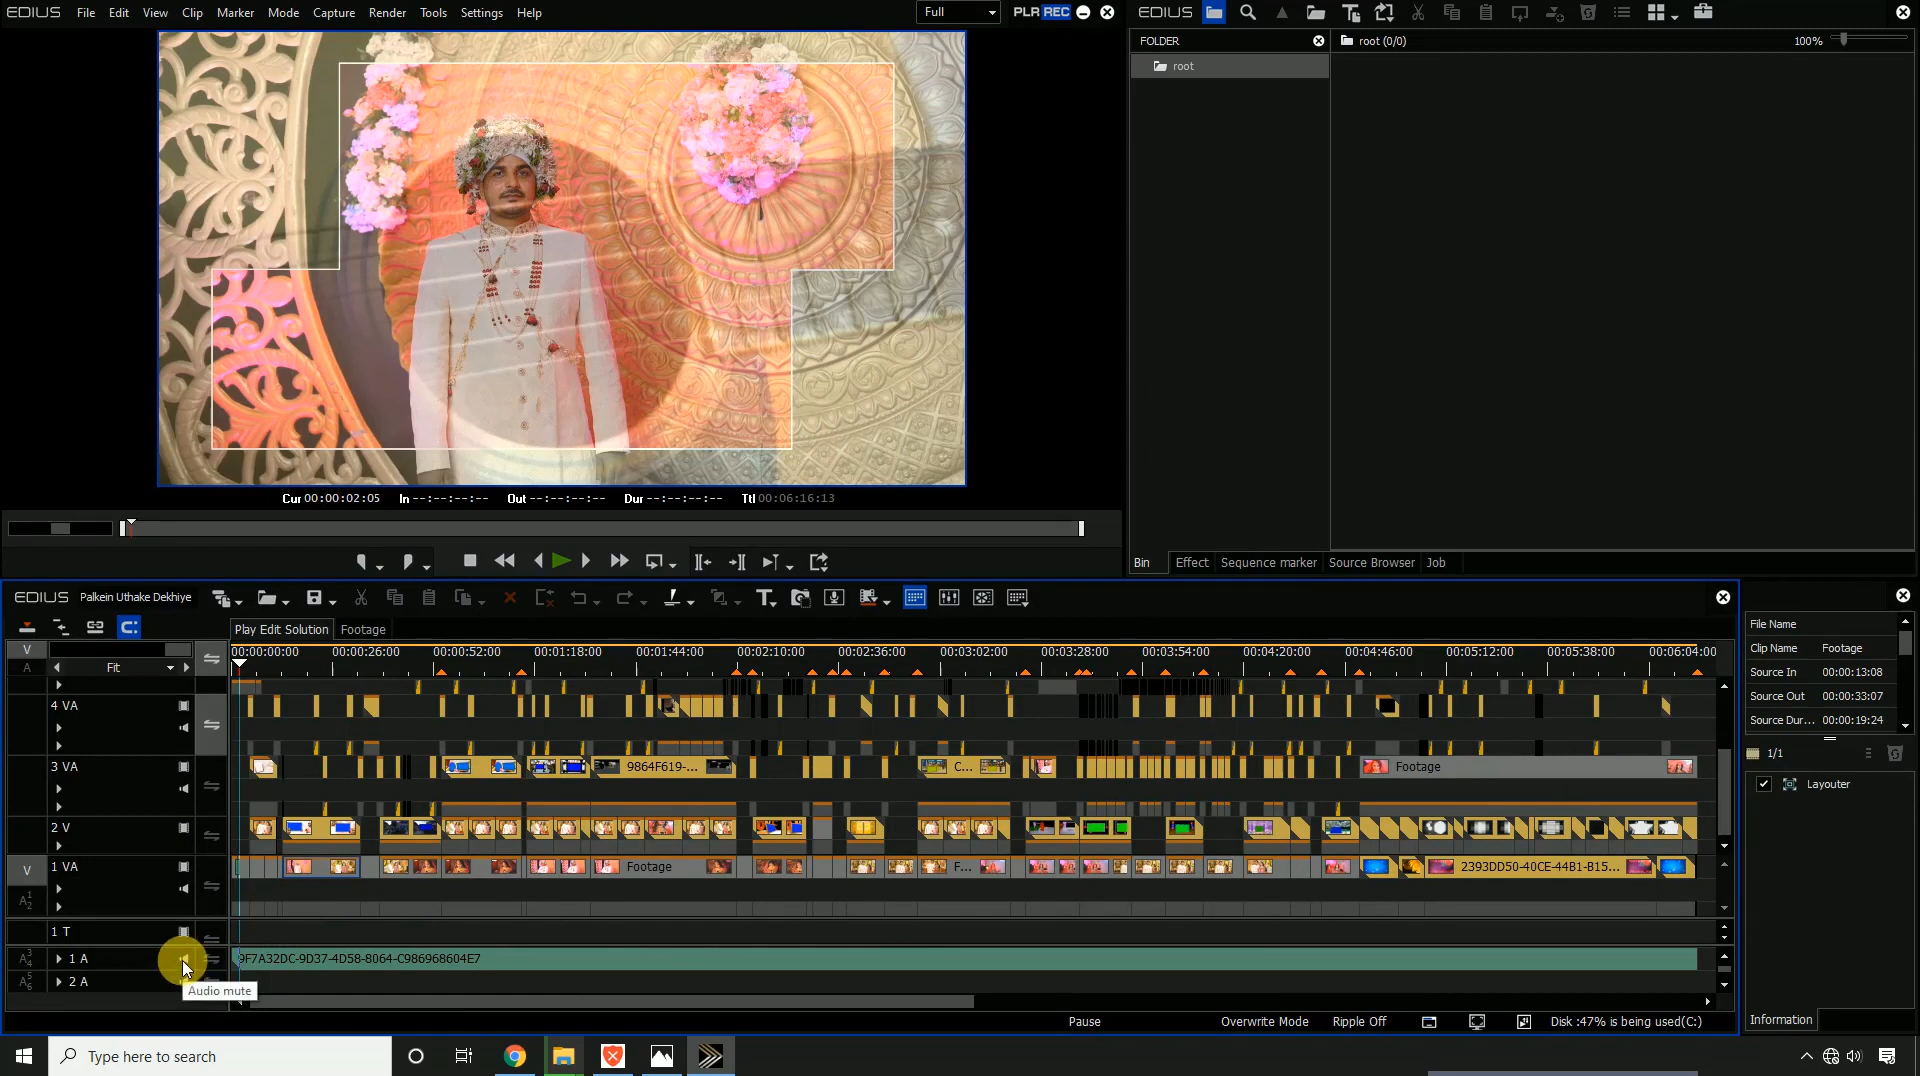 EDIUS File Edit View Clip Marker Mode Capture Render Tools Settings Help Full PLR REC EDIUS
FOLDER root (0/0) 100%
root
Cur 00:00:02:05 In --:--:--:-- Out --:--:--:-- Dur --:--:--:-- Ttl 00:06:16:13
Bin Effect Sequence marker Source Browser Job
EDIUS Palkein Uthake Dekhiye
Play Edit Solution Footage
V 00:00:00:00 00:00:26:00 00:00:52:00 00:01:18:00 00:01:44:00 00:02:10:00 00:02:36:00 00:03:02:00 00:03:28:00 00:03:54:00 00:04:20:00 00:04:46:00 00:05:12:00 00:05:38:00 00:06:04:00
A Fit
4 VA
3 VA 9864F619-... C... Footage
2 V
V 1 VA Footage F... 2393DD50-40CE-44B1-B15...
A 1 2
1 T
A 3 4 1 A 9F7A32DC-9D37-4D58-8064-C986968604E7
A 5 6 2 A
Audio mute
File Name
Clip Name Footage
Source In 00:00:13:08
Source Out 00:00:33:07
Source Dur... 00:00:19:24
1/1
Layouter
Information
Pause Overwrite Mode Ripple Off Disk :47% is being used(C:)
Type here to search